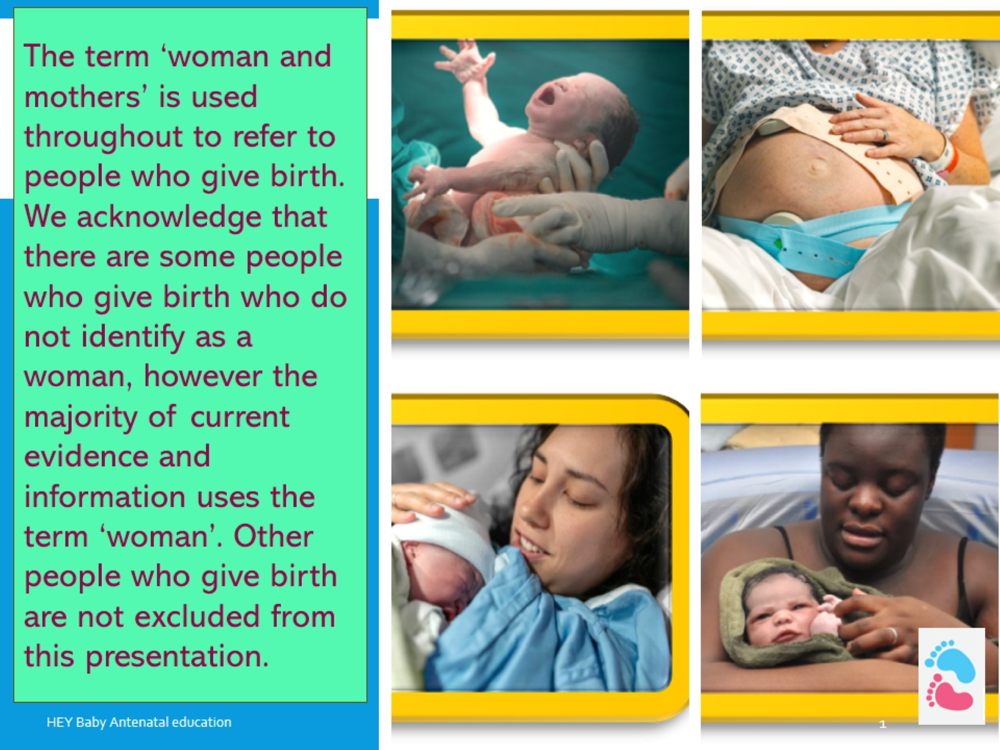 The term ‘woman and
mothers’ is used
throughout to refer to
people who give birth.
We acknowledge that
there are some people
who give birth who do
not identify as a
woman, however the
majority of current
evidence and
information uses the
term ‘woman’. Other
people who give birth
are not excluded from
this presentation.
HEY Baby Antenatal education
1